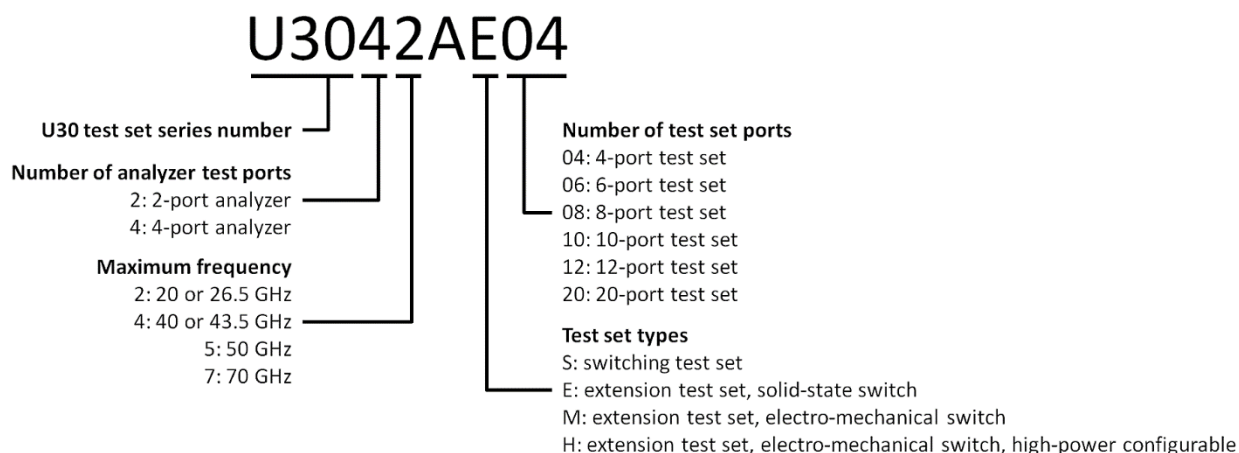 U3042AE04
U30 test set series number
Number of analyzer test ports
2: 2-port analyzer
4: 4-port analyzer
Maximum frequency
2: 20 or 26.5 GHz
4: 40 or 43.5 GHz
5: 50 GHz
7: 70 GHz
Number of test set ports
04: 4-port test set
06: 6-port test set
08: 8-port test set
10: 10-port test set
12: 12-port test set
20: 20-port test set
Test set types
S: switching test set
E: extension test set, solid-state switch
M: extension test set, electro-mechanical switch
H: extension test set, electro-mechanical switch, high-power configurable